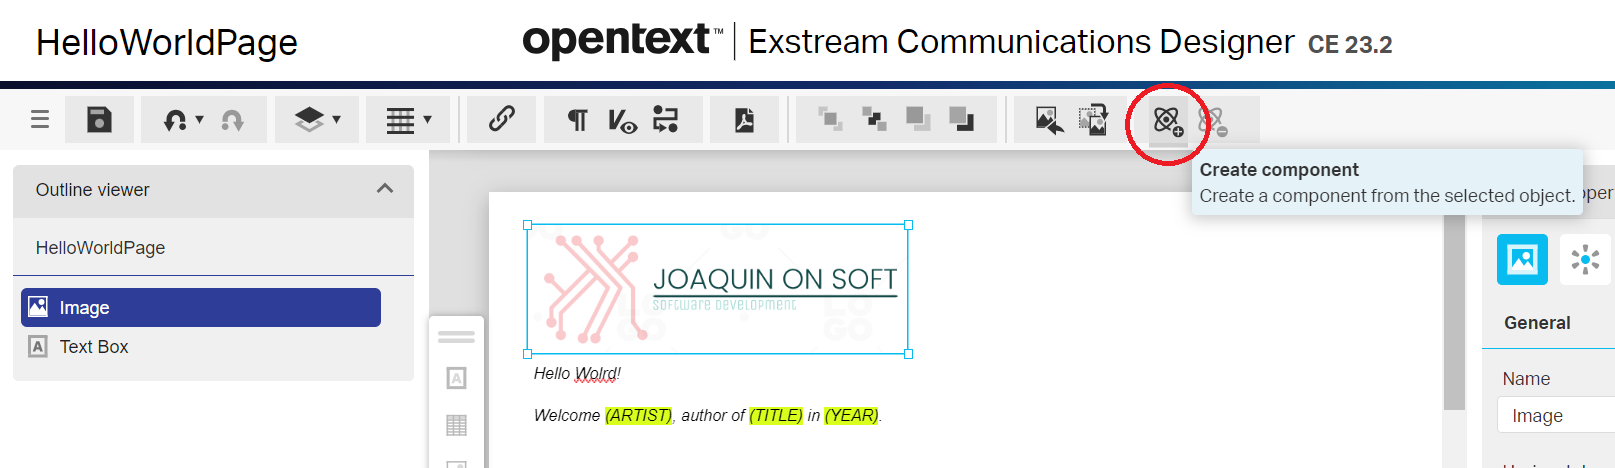 HelloWorldPage
opentext™ | Exstream Communications Designer CE 23.2
Create component
Create a component from the selected object.
Outline viewer
HelloWorldPage
Image
A Text Box
JOAQUIN ON SOFT
Software Development
LOGO
Hello Wolrd!
Welcome (ARTIST), author of (TITLE) in (YEAR).
A
General
Name
Image